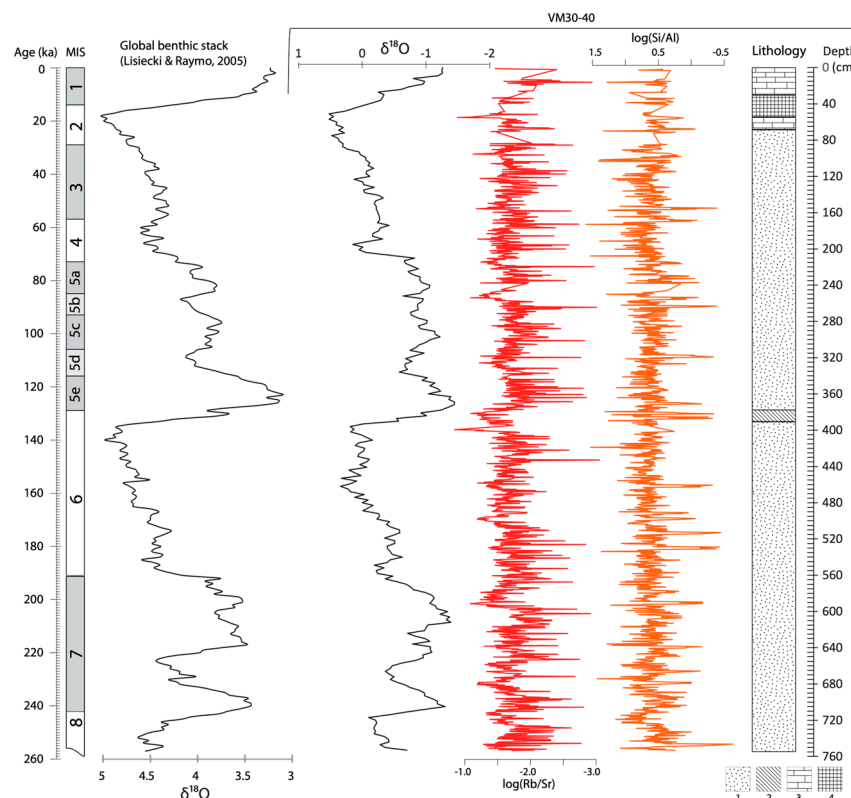 VM30-40
Age (ka) MIS Global benthic stack
(Lisiecki & Raymo, 2005)
1 0 δ18O -1 -2
log(Si/Al)
1.5 0.5 -0.5
Lithology Depth
(cm
0 20 40 60 80 100 120 140 160 180 200 220 240 260
1 2 3 4 5a 5b 5c 5d 5e 6 7 8
0 40 80 120 160 200 240 280 320 360 400 440 480 520 560 600 640 680 720 760
5 4.5 4 3.5 3
δ18O
-1.0 -2.0 -3.0
log(Rb/Sr)
1 2 3 4